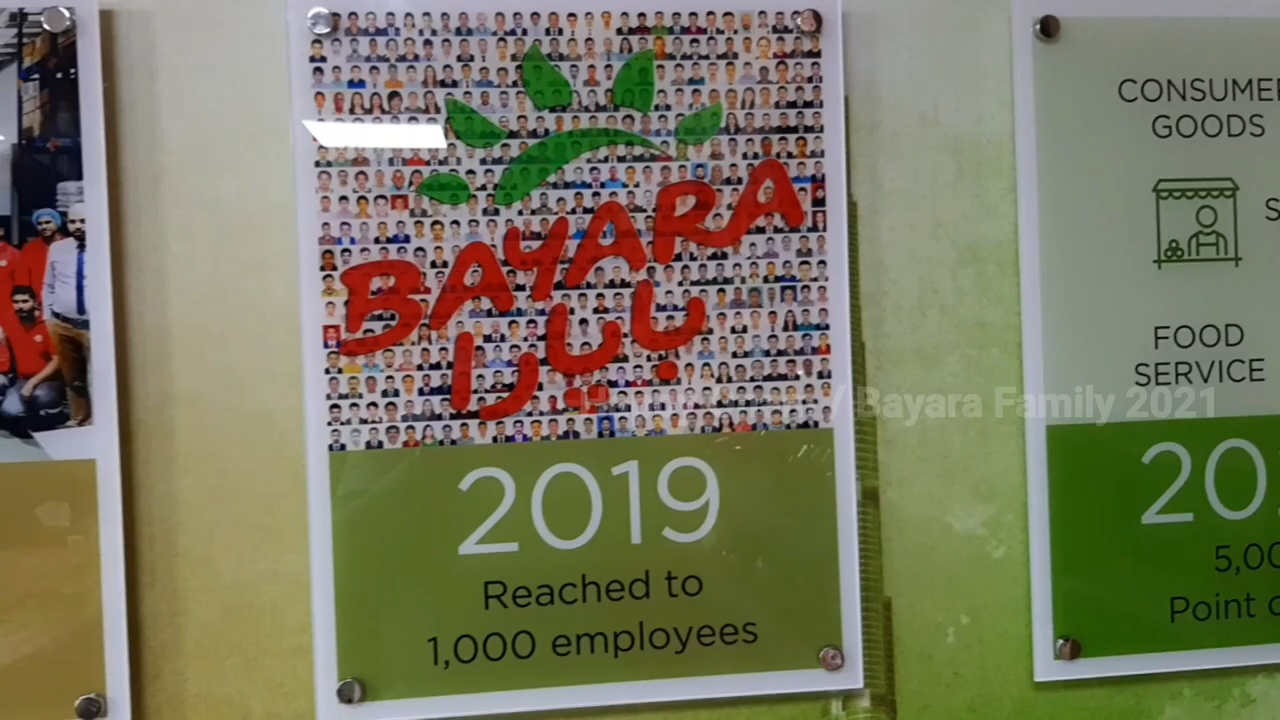 BAYARA
بيارا
2019
Reached to
1,000 employees
CONSUMER
GOODS
FOOD
SERVICE
Bayara Family 2021